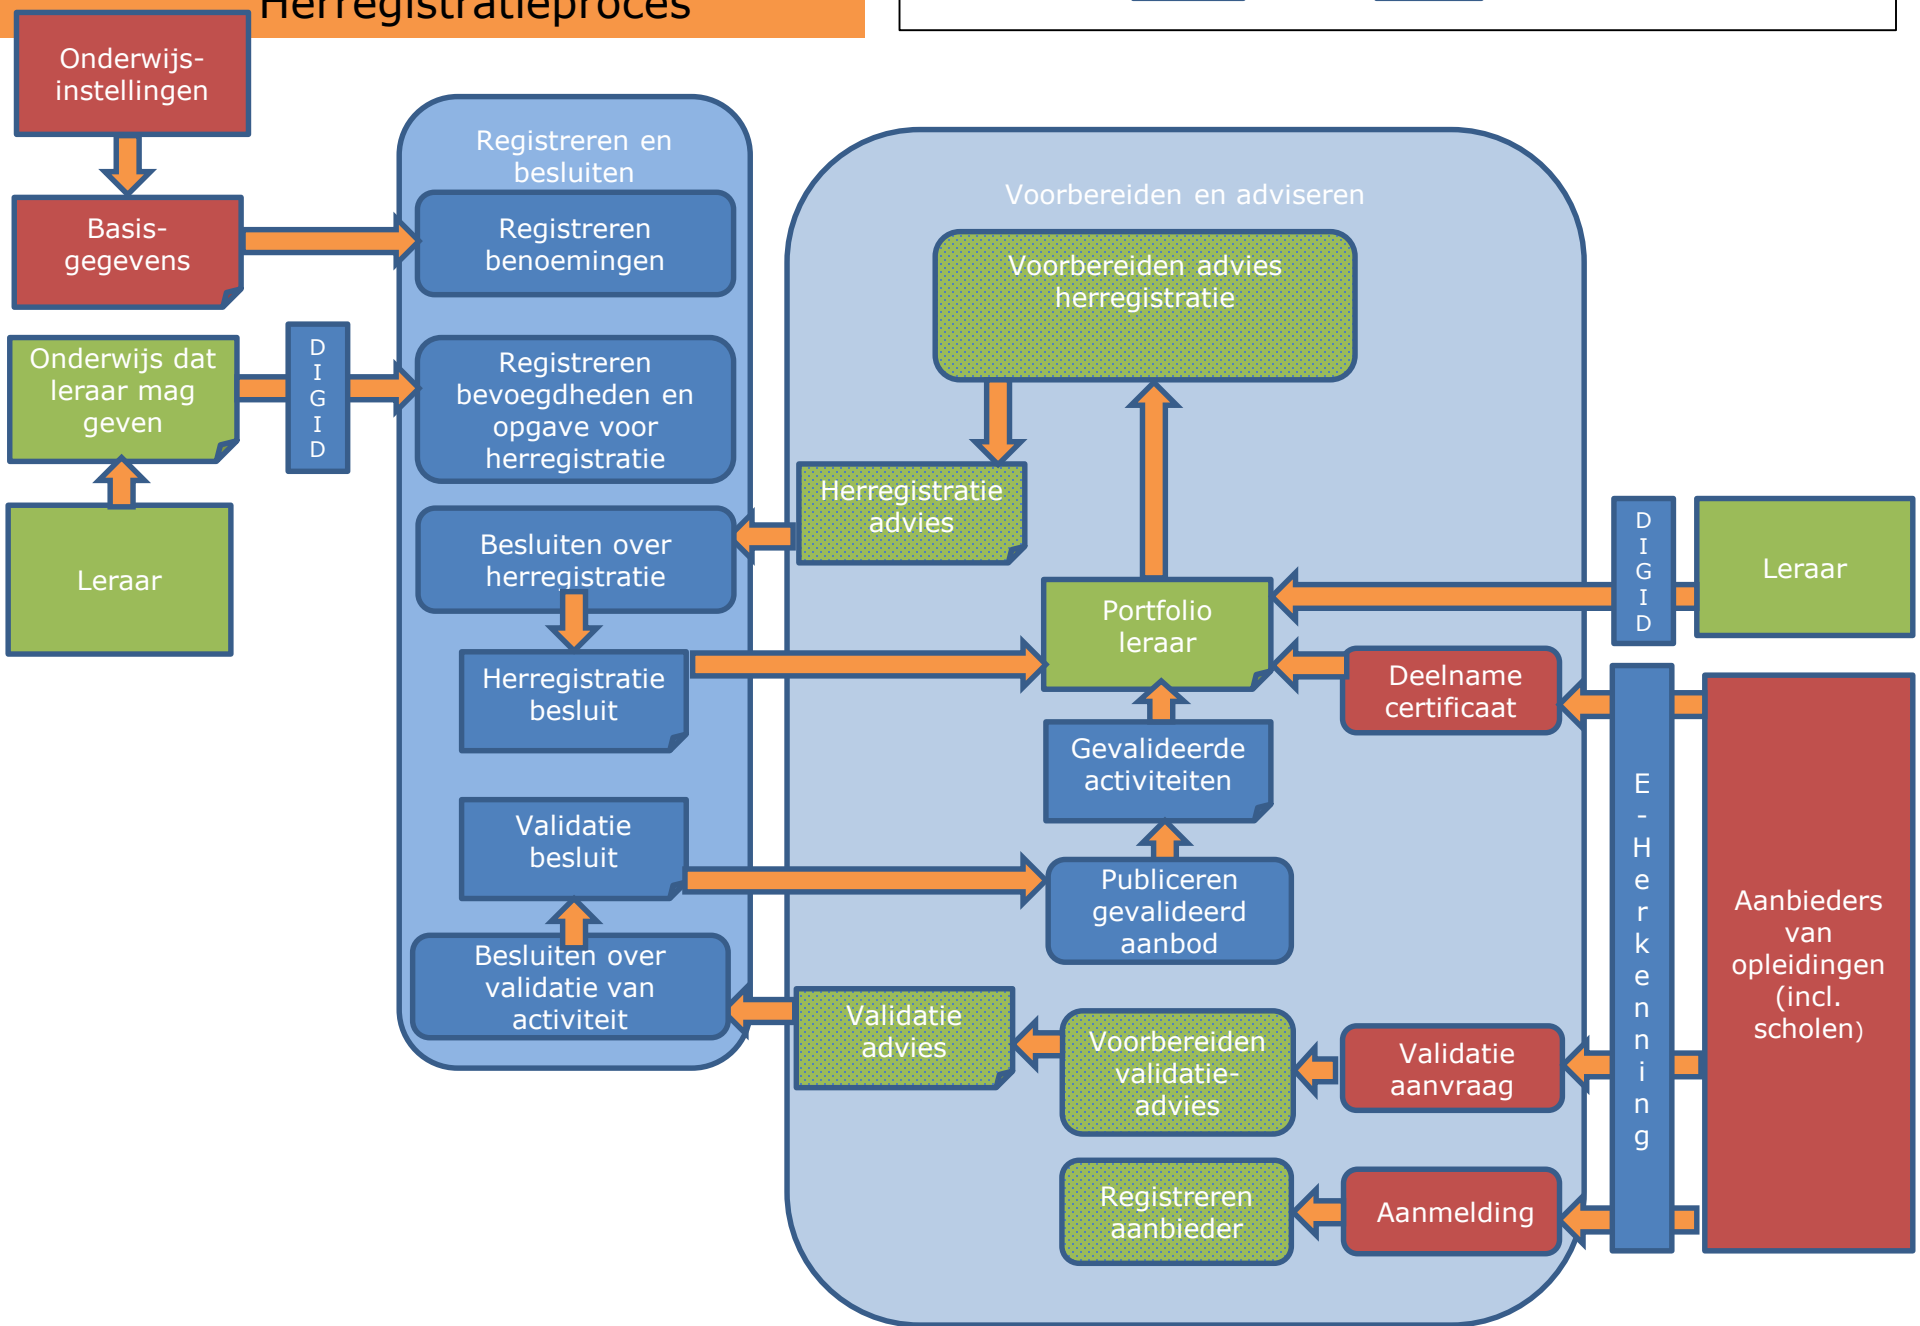 Herregistratieproces
Onderwijs-
instellingen
Basis-
gegevens
Onderwijs dat
leraar mag
geven
Leraar
D
I
G
I
D
Registreren en
besluiten
Registreren
benoemingen
Registreren
bevoegdheden en
opgave voor
herregistratie
Besluiten over
herregistratie
Herregistratie
besluit
Validatie
besluit
Besluiten over
validatie van
activiteit
Voorbereiden en adviseren
Voorbereiden advies
herregistratie
Herregistratie
advies
Portfolio
leraar
Deelname
certificaat
Gevalideerde
activiteiten
Publiceren
gevalideerd
aanbod
Validatie
advies
Voorbereiden
validatie-
advies
Validatie
aanvraag
Registreren
aanbieder
Aanmelding
D
I
G
I
D
Leraar
E
-
H
e
r
k
e
n
n
i
n
g
Aanbieders
van
opleidingen
(incl.
scholen)